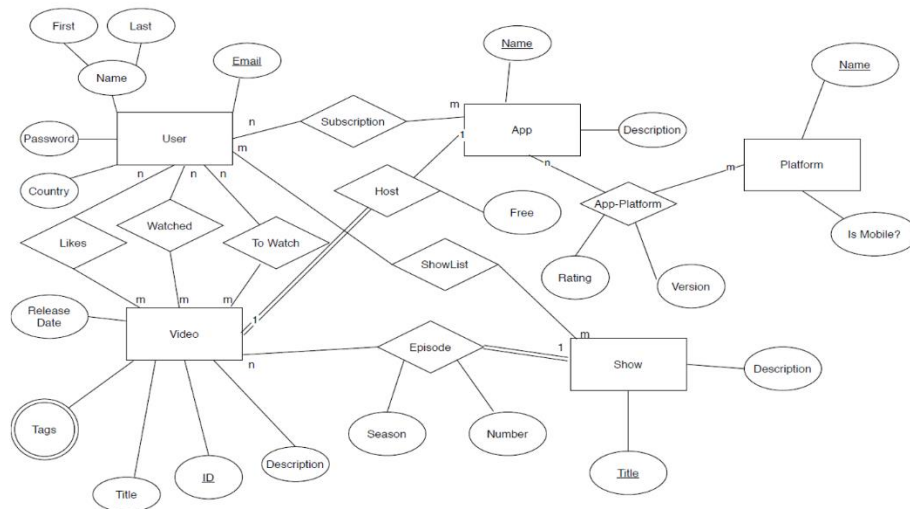 First
Last
Name
Email
Name
Name
Password
User
n
Subscription
m
App
Description
Platform
Country
m
1
n
m
n
n
n
Host
App-Platform
Free
Likes
Watched
To Watch
ShowList
Is Mobile?
Rating
Version
Release
Date
m
m
m
1
Video
n
Episode
1
m
Show
Description
Tags
Season
Number
Title
ID
Description
Title